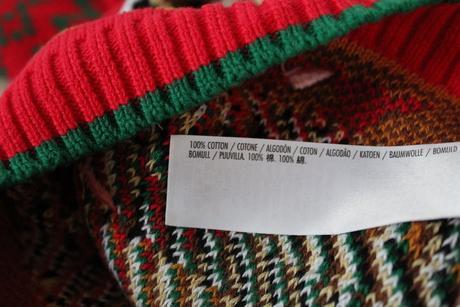 100% COTTON / COTONE / ALGODÓN / COTON / ALGODÃO / KATOEN / BAUMWOLLE / BOMULD
BOMULL / PUUVILLA. 100% 棉. 100% 綿.